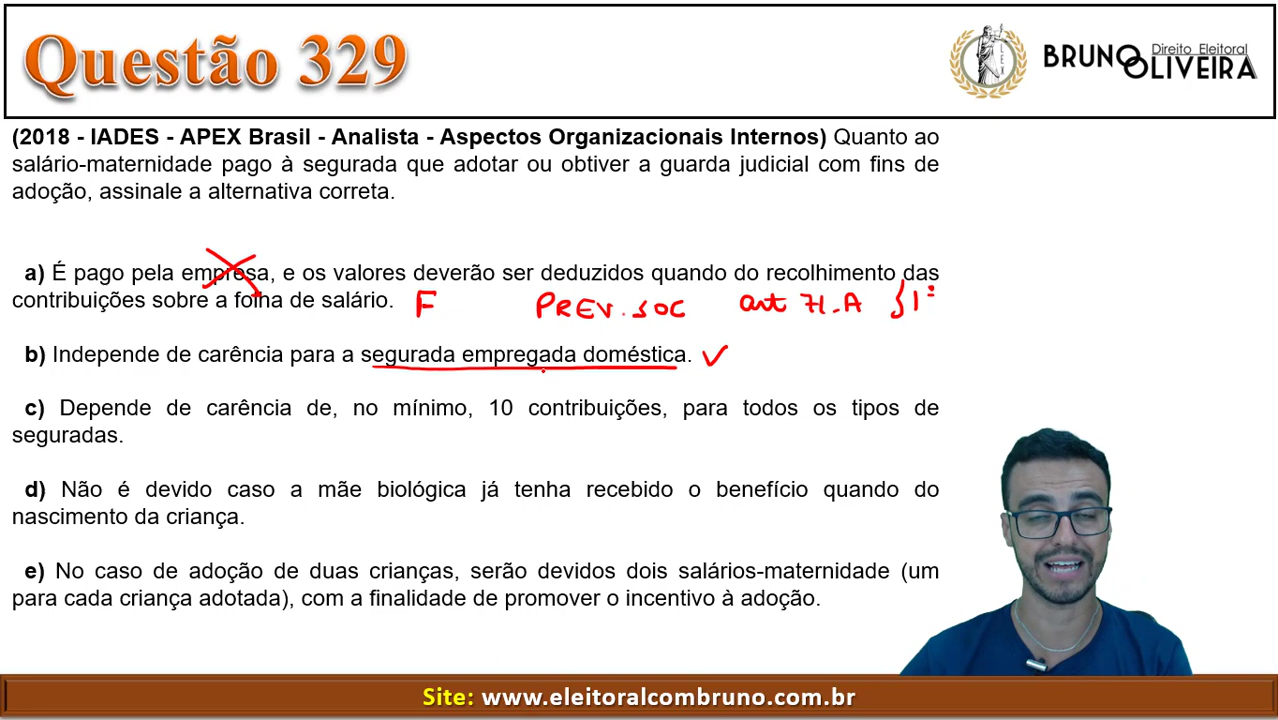 Questão 329
BRUNO Direito Eleitoral
OLIVEIRA
LEX
(2018 - IADES - APEX Brasil - Analista - Aspectos Organizacionais Internos) Quanto ao
salário-maternidade pago à segurada que adotar ou obtiver a guarda judicial com fins de
adoção, assinale a alternativa correta.
a) É pago pela empresa, e os valores deverão ser deduzidos quando do recolhimento das
contribuições sobre a folha de salário. F PREV. SOC art 71-A § 1º
b) Independe de carência para a segurada empregada doméstica. ✓
c) Depende de carência de, no mínimo, 10 contribuições, para todos os tipos de
seguradas.
d) Não é devido caso a mãe biológica já tenha recebido o benefício quando do
nascimento da criança.
e) No caso de adoção de duas crianças, serão devidos dois salários-maternidade (um
para cada criança adotada), com a finalidade de promover o incentivo à adoção.
Site: www.eleitoralcombruno.com.br